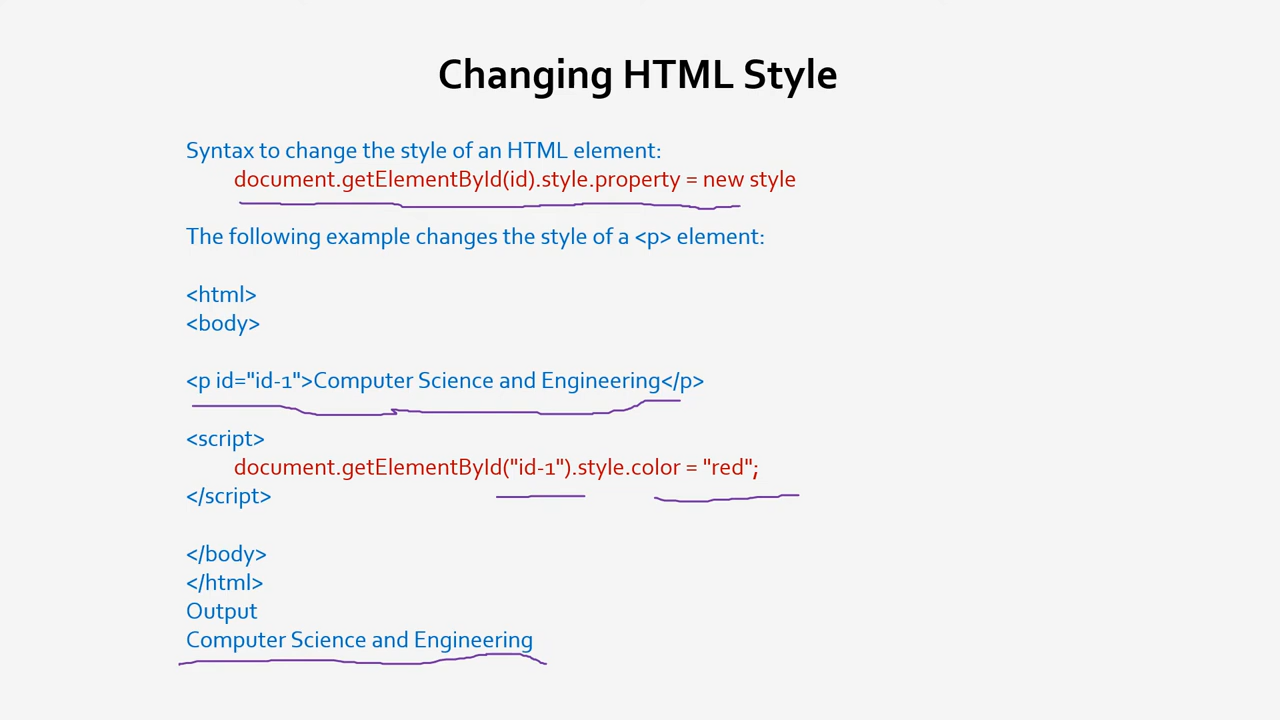 Changing HTML Style
Syntax to change the style of an HTML element:
document.getElementById(id).style.property = new style
The following example changes the style of a <p> element:
<html>
<body>
<p id="id-1">Computer Science and Engineering</p>
<script>
document.getElementById("id-1").style.color = "red";
</script>
</body>
</html>
Output
Computer Science and Engineering